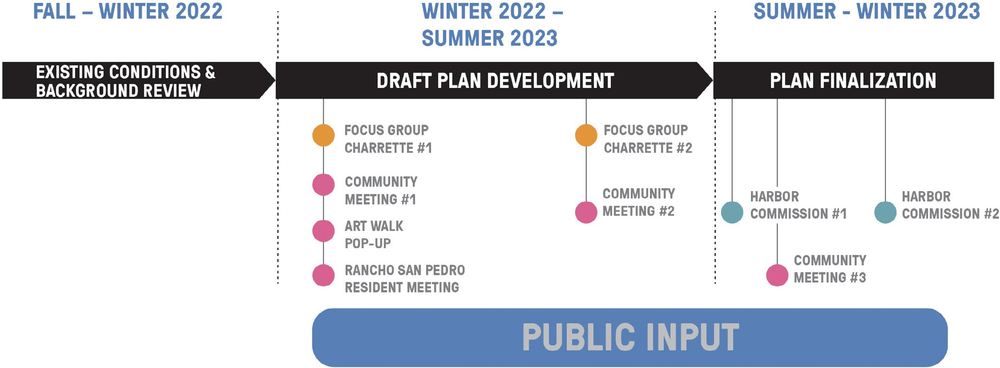 FALL – WINTER 2022
WINTER 2022 –
SUMMER 2023
SUMMER - WINTER 2023
EXISTING CONDITIONS &
BACKGROUND REVIEW
DRAFT PLAN DEVELOPMENT
PLAN FINALIZATION
FOCUS GROUP
CHARRETTE #1
COMMUNITY
MEETING #1
ART WALK
POP-UP
RANCHO SAN PEDRO
RESIDENT MEETING
FOCUS GROUP
CHARRETTE #2
COMMUNITY
MEETING #2
HARBOR
COMMISSION #1
COMMUNITY
MEETING #3
HARBOR
COMMISSION #2
PUBLIC INPUT